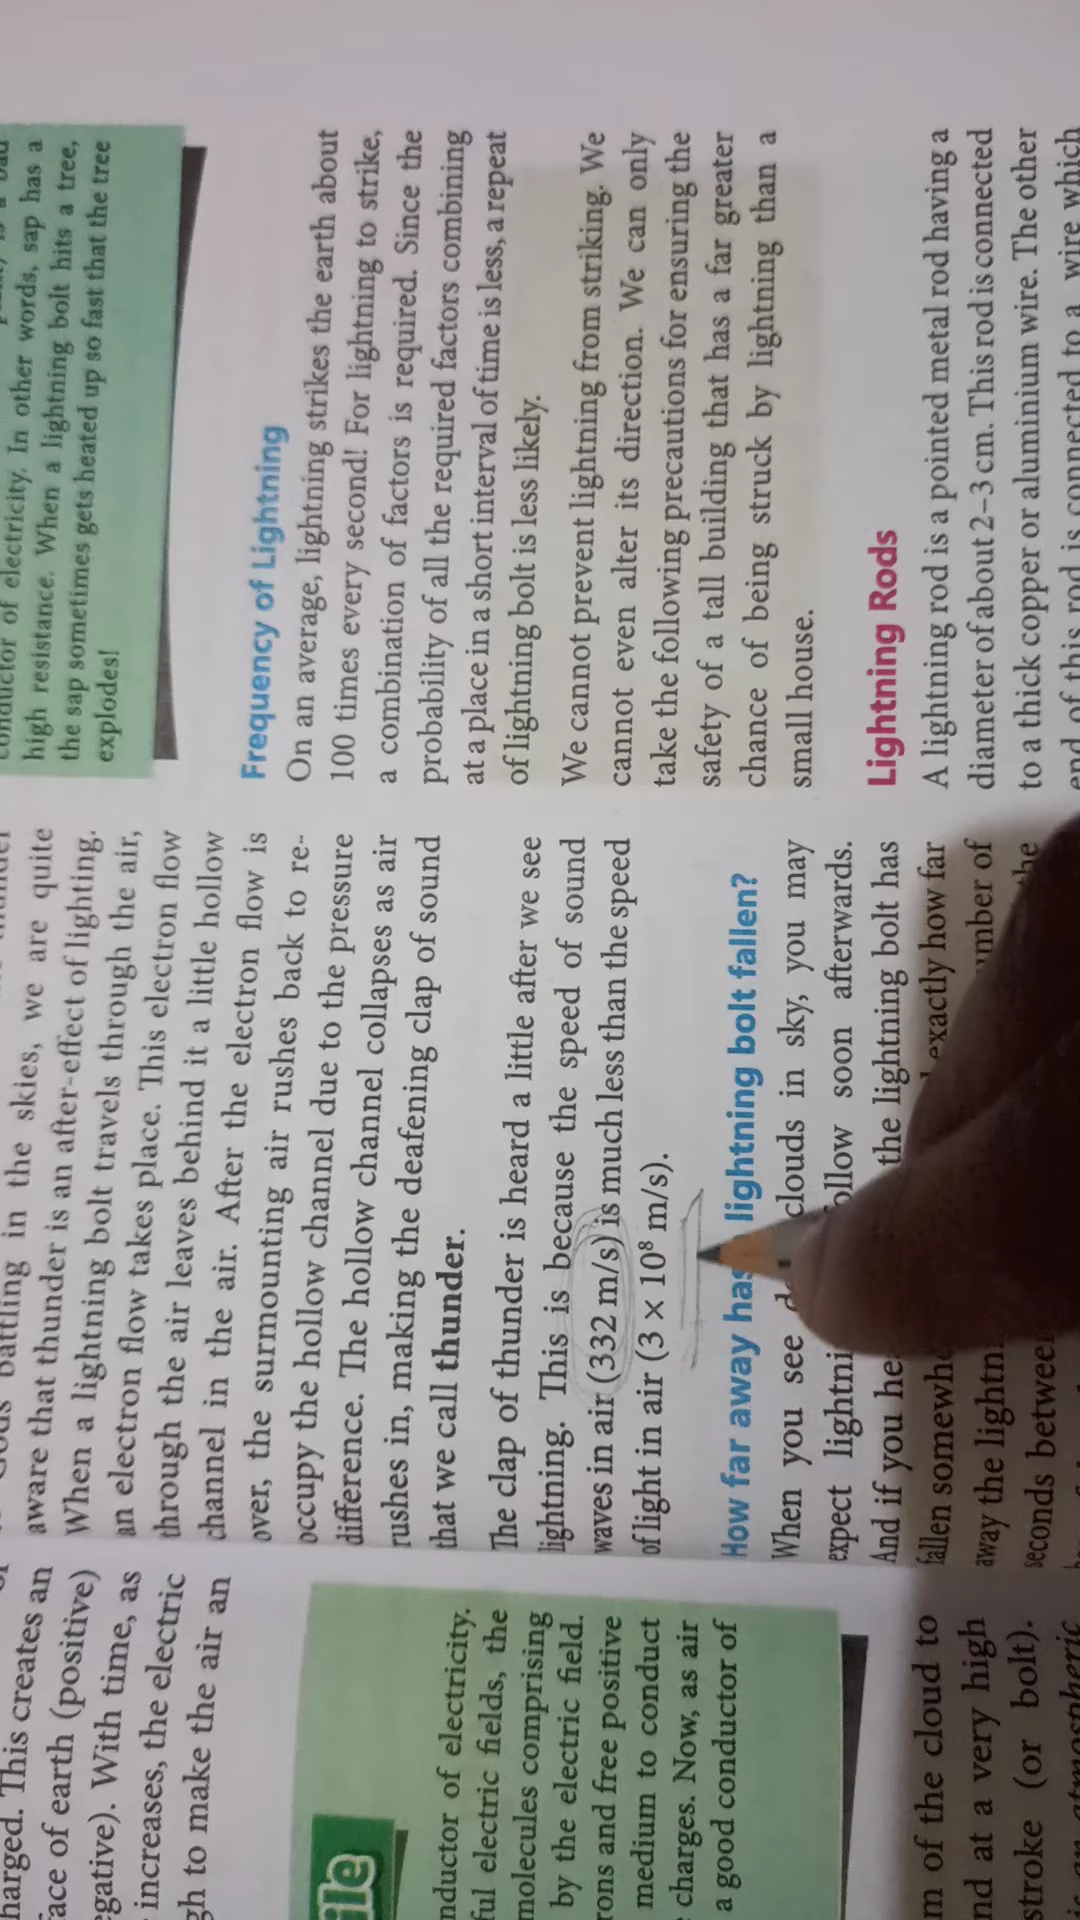 harged. This creates an
ace of earth (positive)
egative). With time, as
increases, the electric
gh to make the air an
ile
nductor of electricity.
ful electric fields, the
molecules comprising
by the electric field.
rons and free positive
medium to conduct
charges. Now, as air
a good conductor of
m of the cloud to
nd at a very high
stroke (or bolt).
battling in the skies, we are quite
aware that thunder is an after-effect of lighting.
When a lightning bolt travels through the air,
an electron flow takes place. This electron flow
through the air leaves behind it a little hollow
channel in the air. After the electron flow is
over, the surmounting air rushes back to re-
occupy the hollow channel due to the pressure
difference. The hollow channel collapses as air
rushes in, making the deafening clap of sound
that we call thunder.
The clap of thunder is heard a little after we see
lightning. This is because the speed of sound
waves in air (332 m/s) is much less than the speed
of light in air (3 × 10⁸ m/s).
How far away has lightning bolt fallen?
When you see clouds in sky, you may
expect lightni ollow soon afterwards.
And if you hea the lightning bolt has
fallen somewhe exactly how far
away the lightn umber of
seconds between the
conductor of electricity. In other words, sap has a
high resistance. When a lightning bolt hits a tree,
the sap sometimes gets heated up so fast that the tree
explodes!
Frequency of Lightning
On an average, lightning strikes the earth about
100 times every second! For lightning to strike,
a combination of factors is required. Since the
probability of all the required factors combining
at a place in a short interval of time is less, a repeat
of lightning bolt is less likely.
We cannot prevent lightning from striking. We
cannot even alter its direction. We can only
take the following precautions for ensuring the
safety of a tall building that has a far greater
chance of being struck by lightning than a
small house.
Lightning Rods
A lightning rod is a pointed metal rod having a
diameter of about 2–3 cm. This rod is connected
to a thick copper or aluminium wire. The other
end of this rod is connected to a wire which